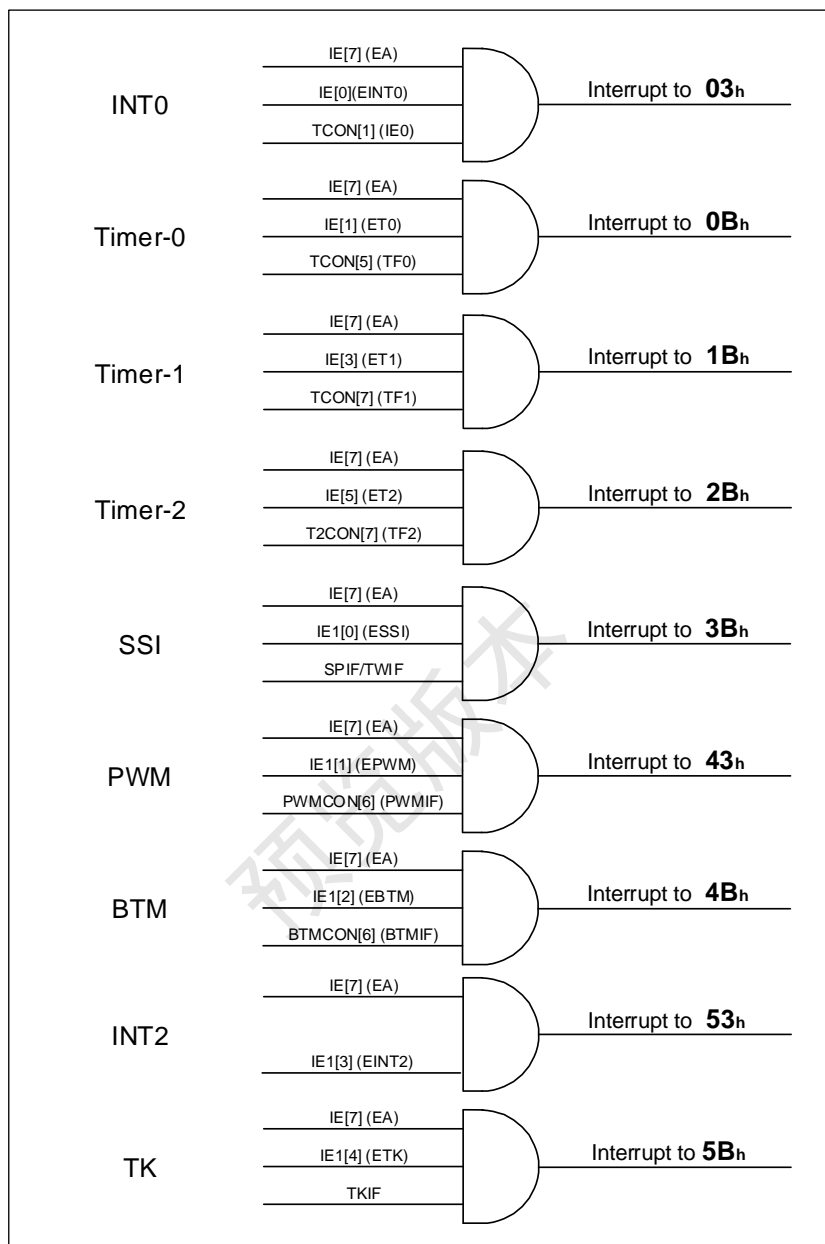 IE[7] (EA)
INT0
IE[0](EINT0)
Interrupt to 03h
TCON[1] (IE0)
IE[7] (EA)
Timer-0
IE[1] (ET0)
Interrupt to 0Bh
TCON[5] (TF0)
IE[7] (EA)
Timer-1
IE[3] (ET1)
Interrupt to 1Bh
TCON[7] (TF1)
IE[7] (EA)
Timer-2
IE[5] (ET2)
Interrupt to 2Bh
T2CON[7] (TF2)
IE[7] (EA)
SSI
IE1[0] (ESSI)
Interrupt to 3Bh
SPIF/TWIF
IE[7] (EA)
PWM
IE1[1] (EPWM)
Interrupt to 43h
PWMCON[6] (PWMIF)
IE[7] (EA)
BTM
IE1[2] (EBTM)
Interrupt to 4Bh
BTMCON[6] (BTMIF)
IE[7] (EA)
INT2
Interrupt to 53h
IE1[3] (EINT2)
IE[7] (EA)
TK
IE1[4] (ETK)
Interrupt to 5Bh
TKIF
预览版本